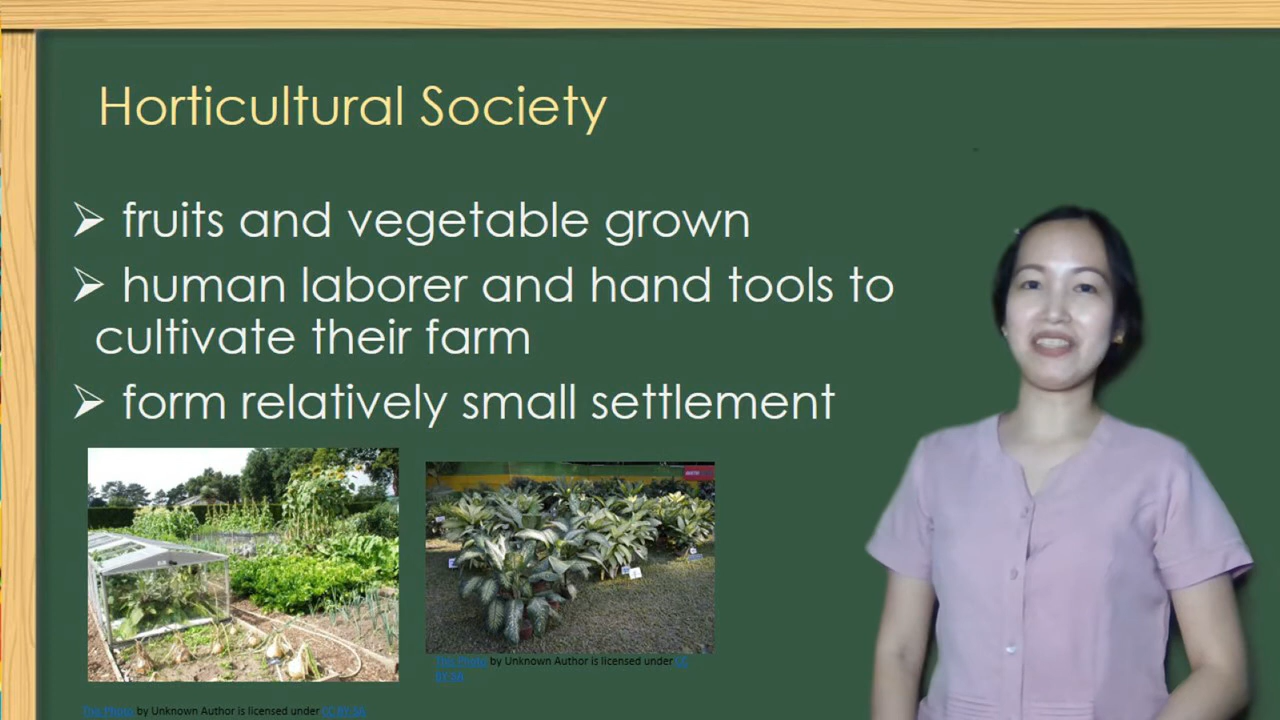 Horticultural Society
➢ fruits and vegetable grown
➢ human laborer and hand tools to
cultivate their farm
➢ form relatively small settlement
This Photo by Unknown Author is licensed under CC
BY-SA
This Photo by Unknown Author is licensed under CC BY-SA